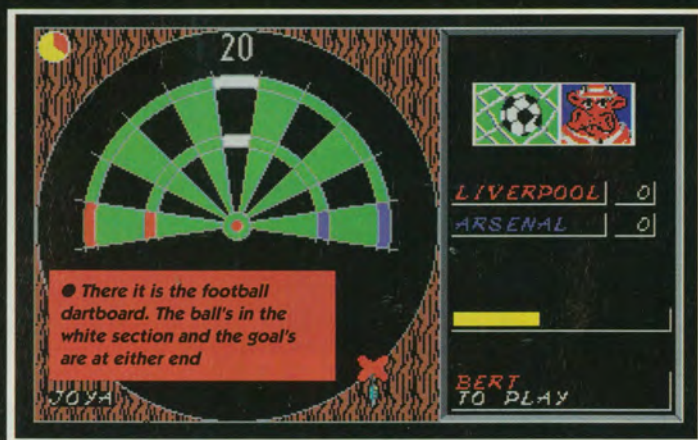 20
LIVERPOOL 0
ARSENAL 0
● There it is the football
dartboard. The ball's in the
white section and the goal's
are at either end
JOYA
BERT
TO PLAY